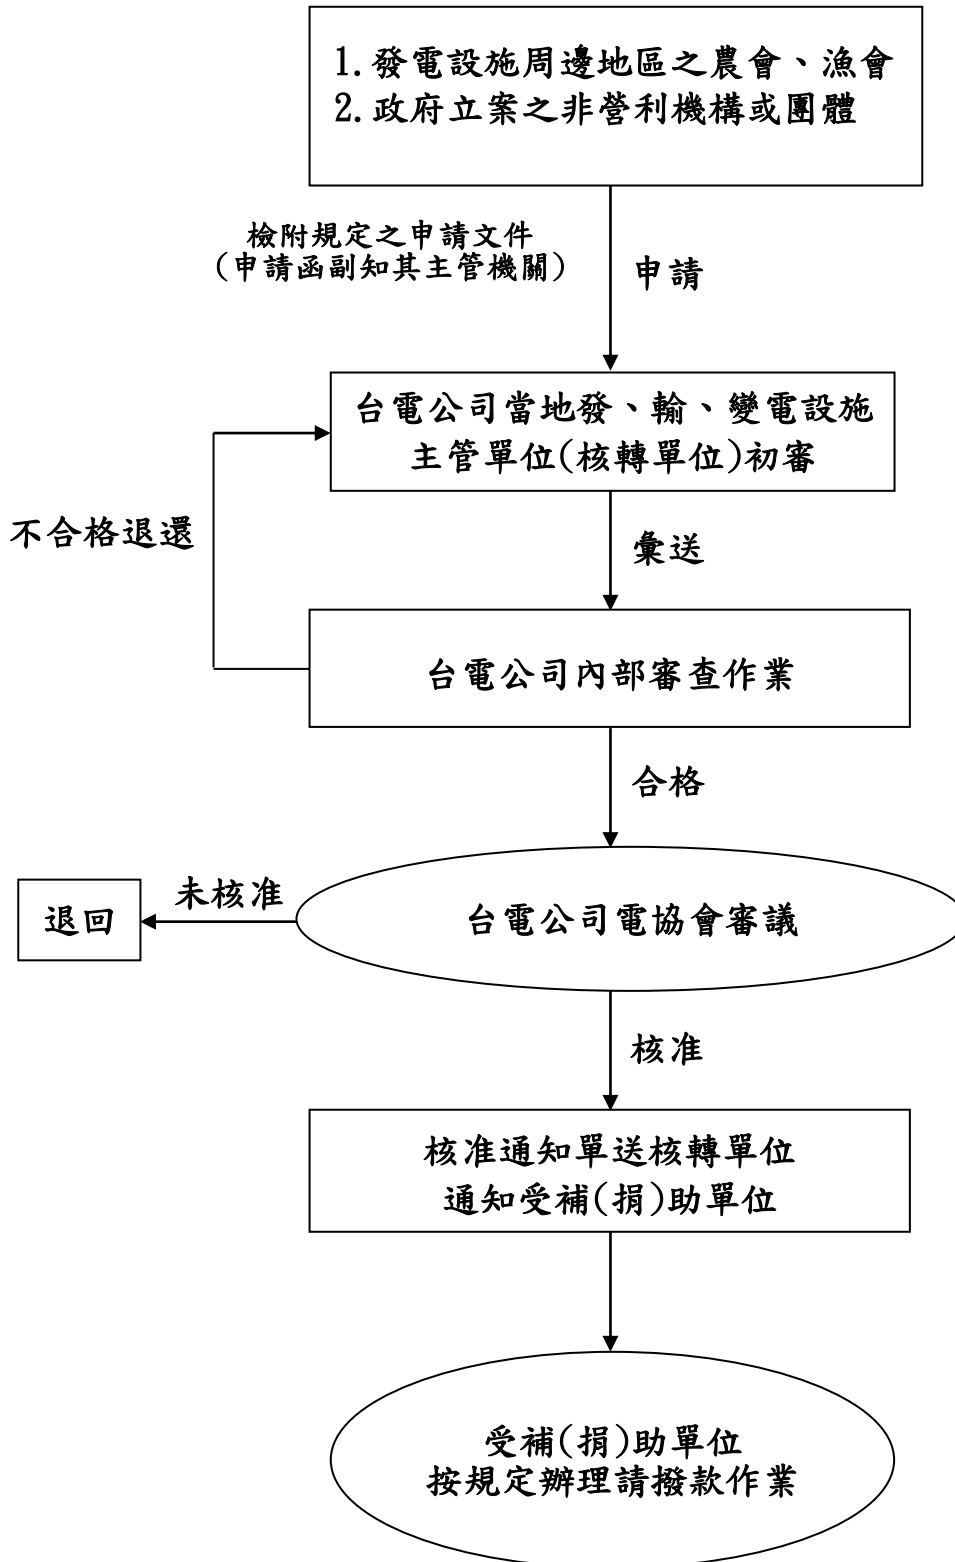 1.發電設施周邊地區之農會、漁會
2.政府立案之非營利機構或團體
檢附規定之申請文件
(申請函副知其主管機關)
申請
台電公司當地發、輸、變電設施
主管單位(核轉單位)初審
不合格退還
彙送
台電公司內部審查作業
合格
未核准
退回
台電公司電協會審議
核准
核准通知單送核轉單位
通知受補(捐)助單位
受補(捐)助單位
按規定辦理請撥款作業